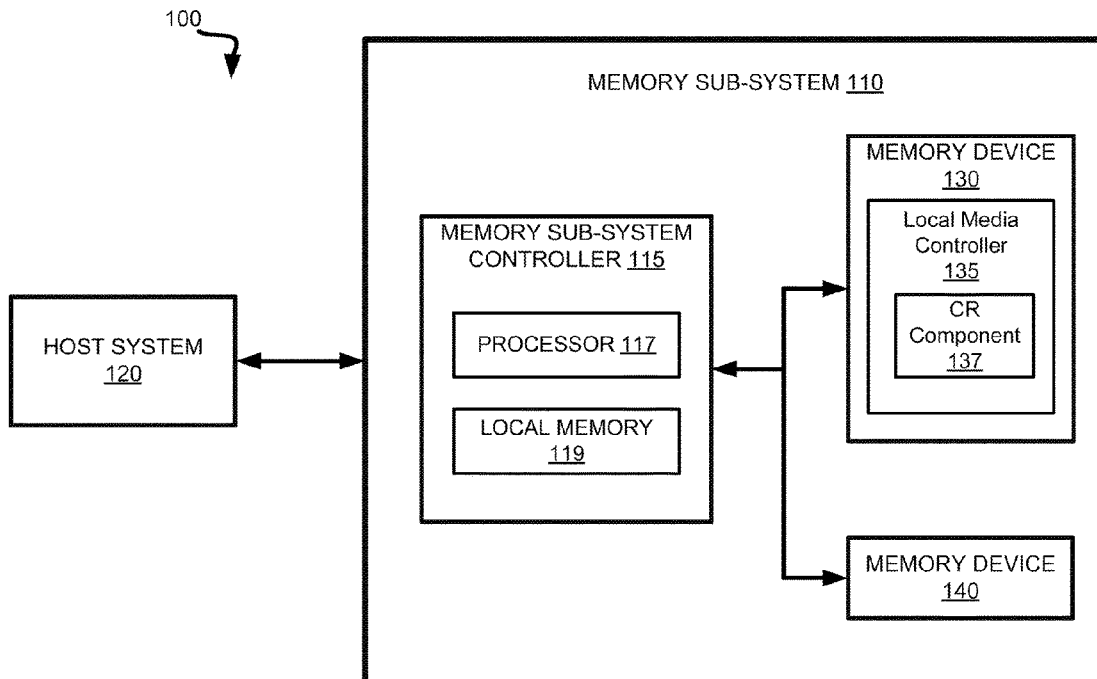 100
MEMORY SUB-SYSTEM 110
MEMORY DEVICE
130
Local Media
Controller
135
CR
Component
137
MEMORY SUB-SYSTEM
CONTROLLER 115
PROCESSOR 117
LOCAL MEMORY
119
HOST SYSTEM
120
MEMORY DEVICE
140